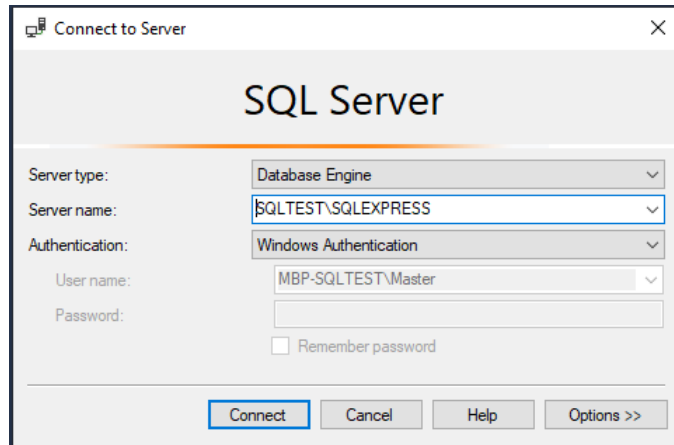 Connect to Server
SQL Server
Server type: Database Engine
Server name: SQLTEST\SQLEXPRESS
Authentication: Windows Authentication
User name: MBP-SQLTEST\Master
Password:
Remember password
Connect Cancel Help Options >>